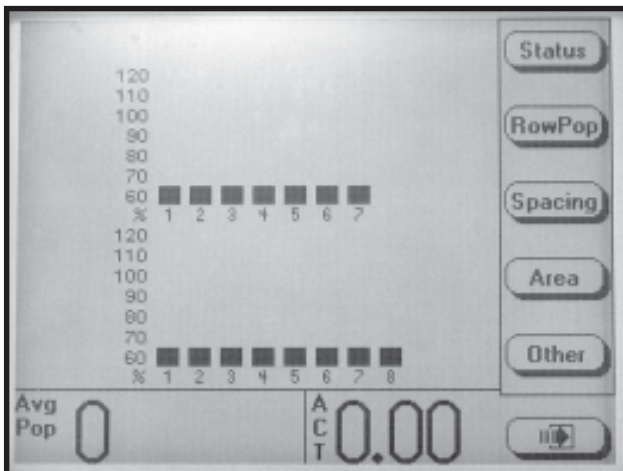 120
110
100
90
80
70
60
% 1 2 3 4 5 6 7
120
110
100
90
80
70
60
% 1 2 3 4 5 6 7 8
Avg
Pop 0
ACT 0.00
Status
RowPop
Spacing
Area
Other